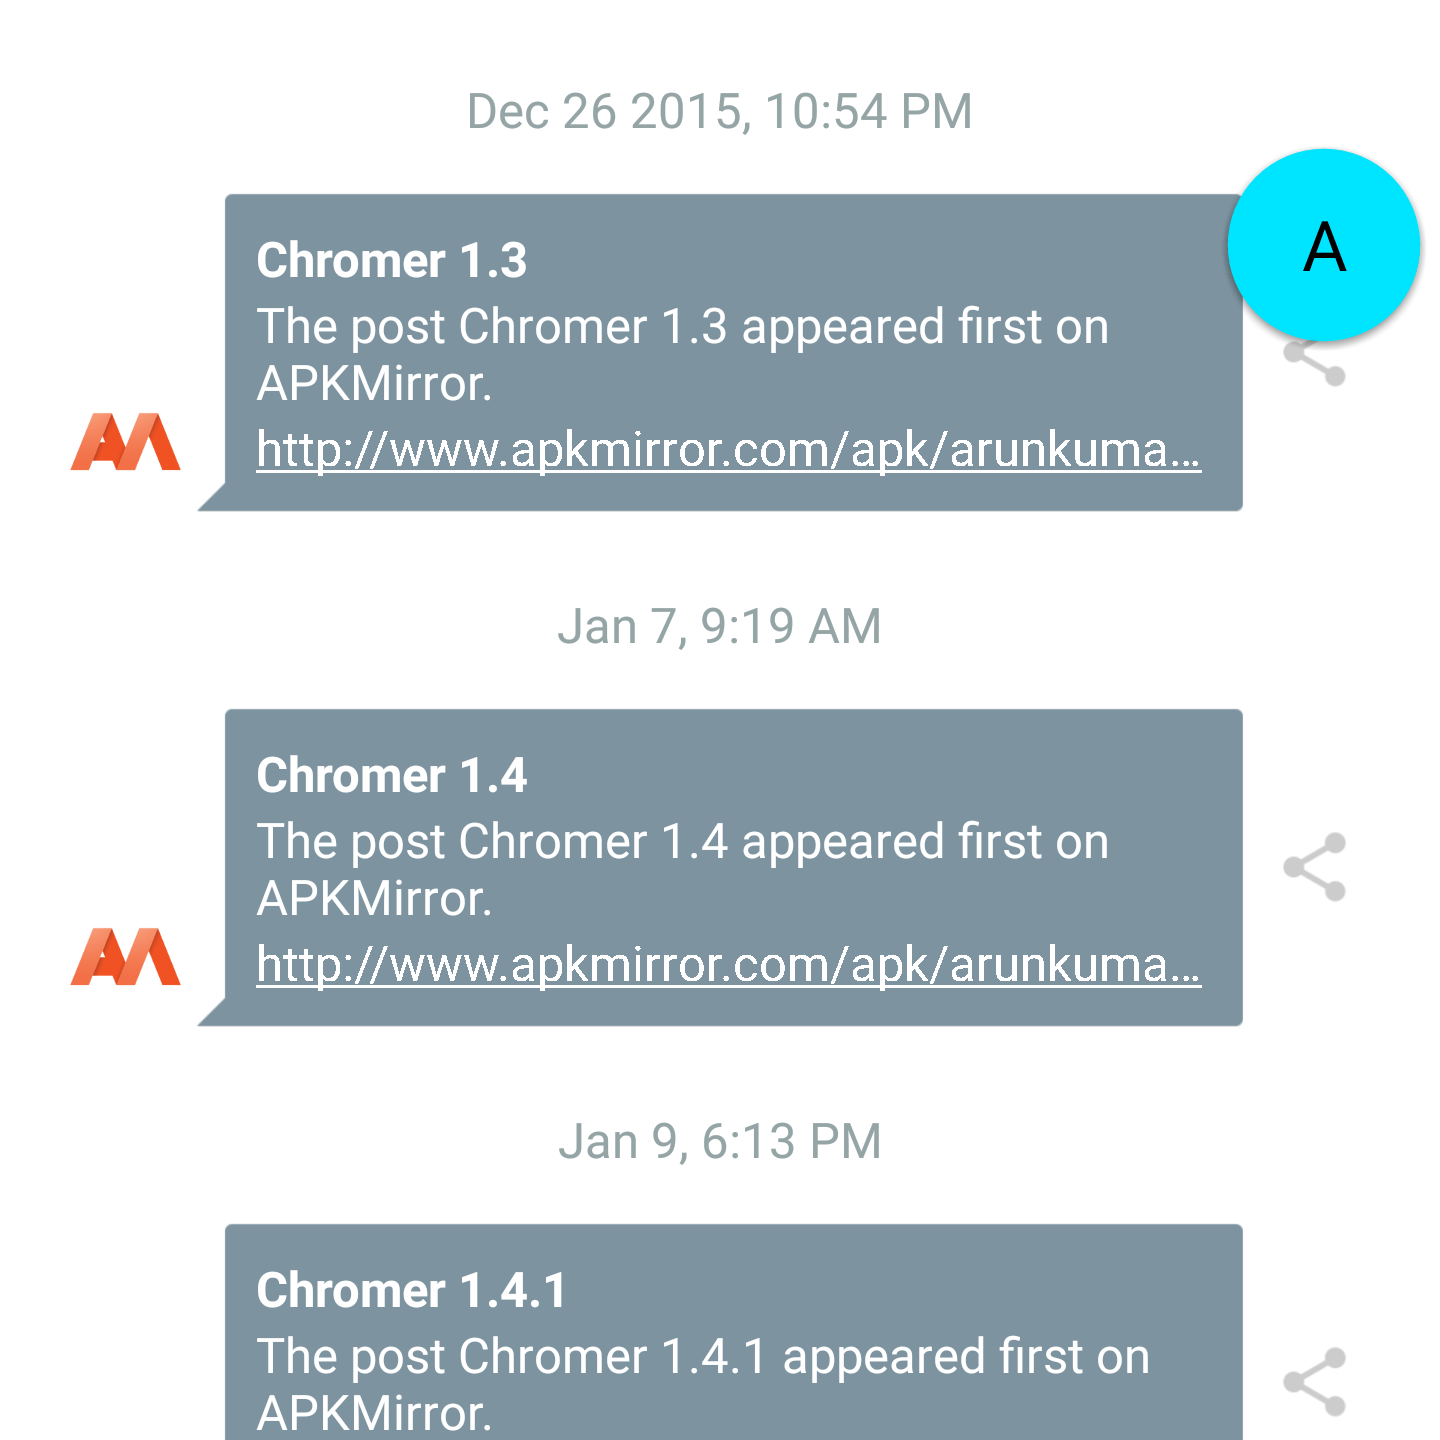 Dec 26 2015, 10:54 PM
A
Chromer 1.3
The post Chromer 1.3 appeared first on
APKMirror.
http://www.apkmirror.com/apk/arunkuma...
Jan 7, 9:19 AM
Chromer 1.4
The post Chromer 1.4 appeared first on
APKMirror.
http://www.apkmirror.com/apk/arunkuma...
Jan 9, 6:13 PM
Chromer 1.4.1
The post Chromer 1.4.1 appeared first on
APKMirror.